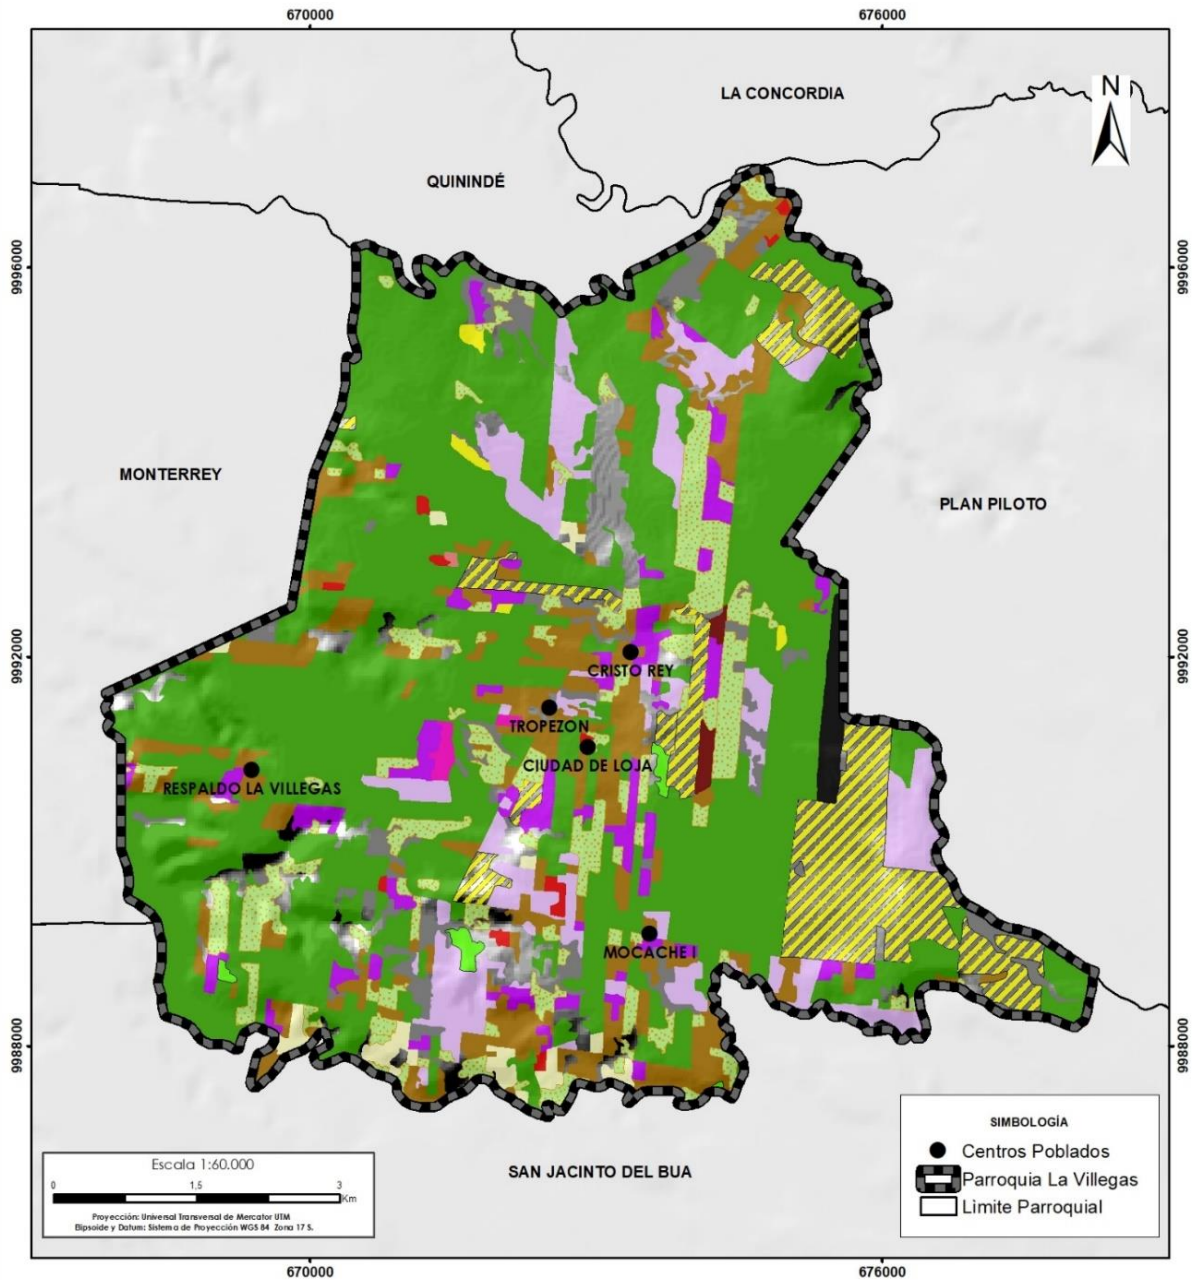 670000
676000
LA CONCORDIA
N
QUININDÉ
9996000
9996000
MONTERREY
PLAN PILOTO
9992000
9992000
CRISTO REY
TROPEZON
CIUDAD DE LOJA
RESPALDO LA VILLEGAS
MOCACHE I
9988000
9988000
SAN JACINTO DEL BUA
SIMBOLOGÍA
Centros Poblados
Parroquia La Villegas
Limite Parroquial
Escala 1:60.000
0 1,5 3
Km
Proyección: Universal Transversal de Mercator UTM
Elipsoide y Datum: Sistema de Proyección WGS 84 Zona 17 S.
670000
676000